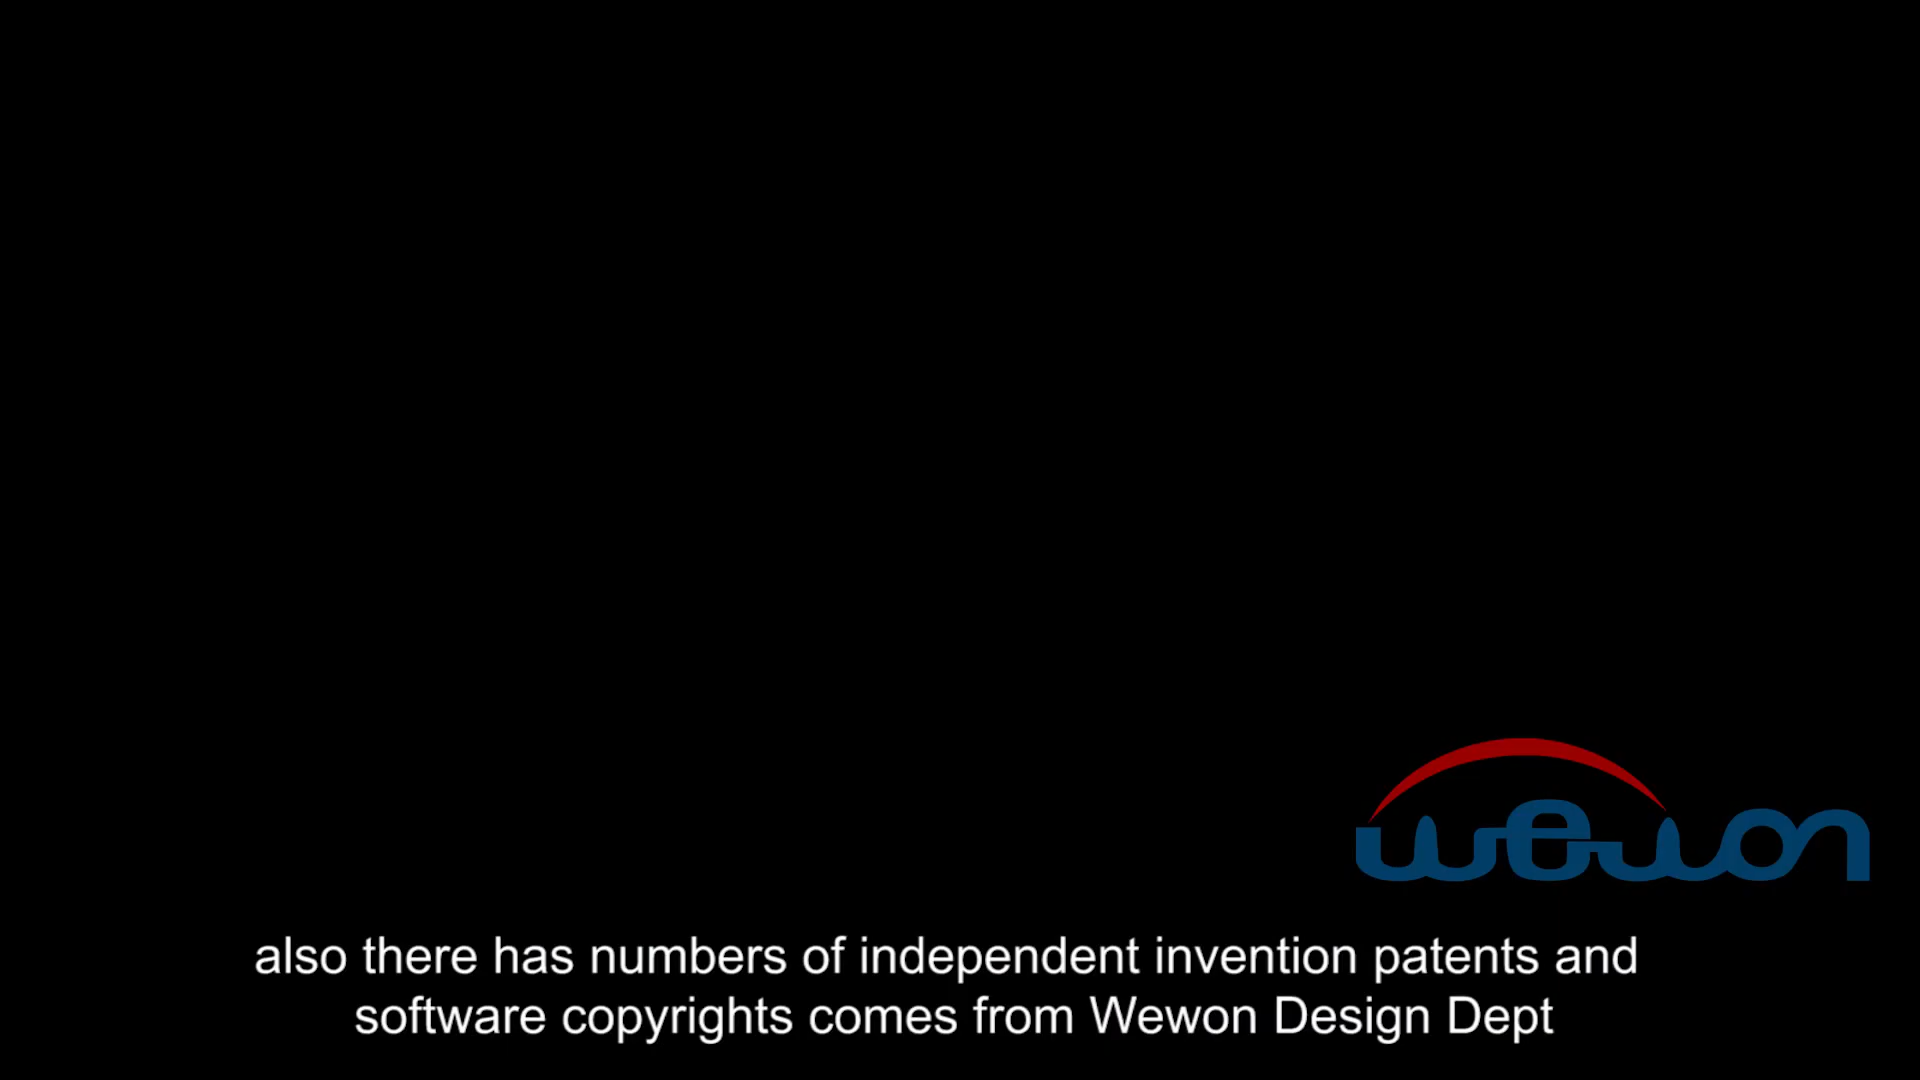 wewon
also there has numbers of independent invention patents and
software copyrights comes from Wewon Design Dept